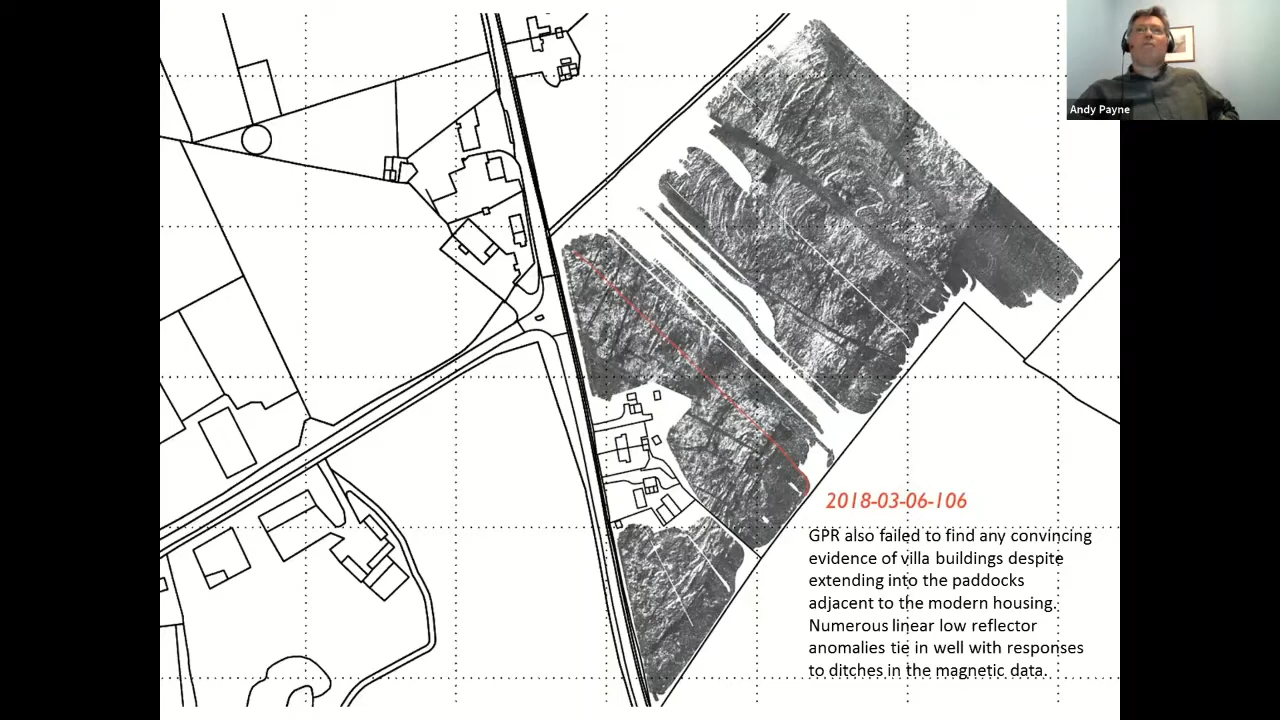 Andy Payne
2018-03-06-106
GPR also failed to find any convincing
evidence of villa buildings despite
extending into the paddocks
adjacent to the modern housing.
Numerous linear low reflector
anomalies tie in well with responses
to ditches in the magnetic data.